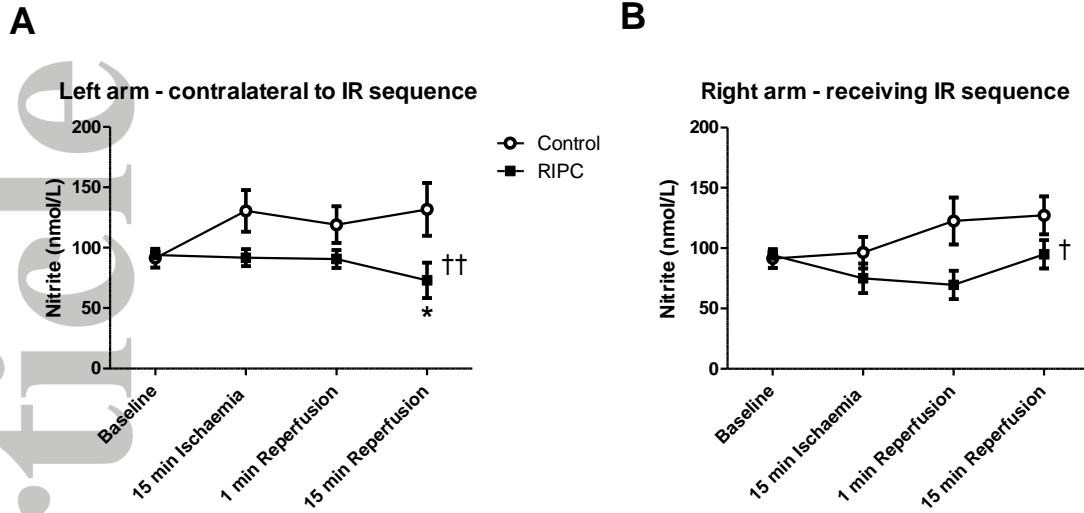 A
B
Left arm - contralateral to IR sequence
Right arm - receiving IR sequence
200
150
100
50
0
Nitrite (nmol/L)
Control
RIPC
††
*
Baseline
15 min Ischaemia
1 min Reperfusion
15 min Reperfusion
200
150
100
50
0
Nitrite (nmol/L)
†
Baseline
15 min Ischaemia
1 min Reperfusion
15 min Reperfusion
ticle